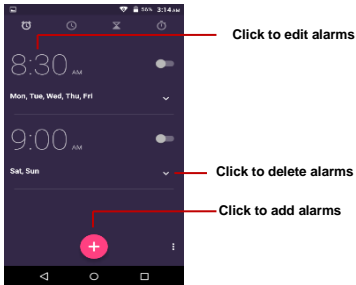 56% 3:14 AM
Click to edit alarms
8:30 AM
Mon, Tue, Wed, Thu, Fri
9:00 AM
Sat, Sun
Click to delete alarms
Click to add alarms